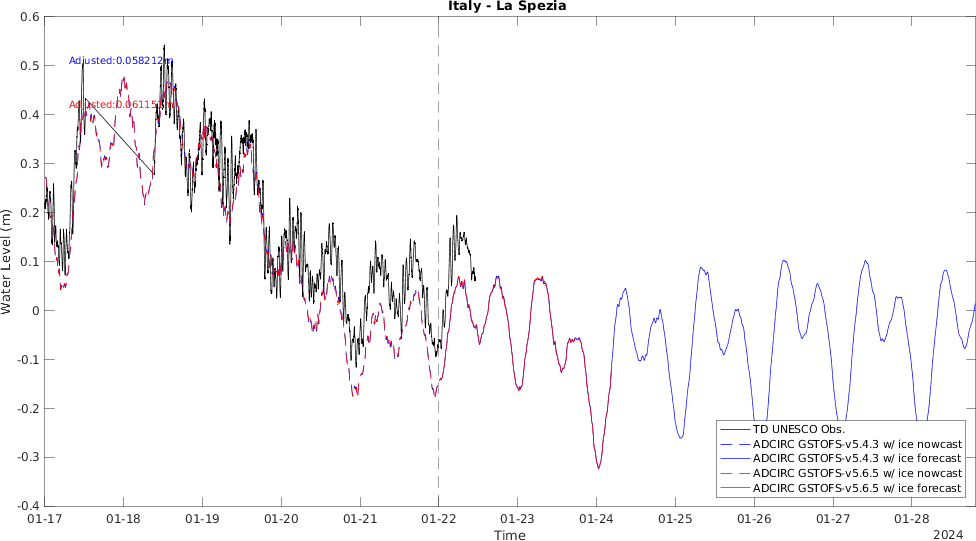 Italy - La Spezia
Water Level (m)
0.6
0.5
0.4
0.3
0.2
0.1
0
-0.1
-0.2
-0.3
-0.4
Adjusted:0.058212m
TD UNESCO Obs.
ADCIRC GSTOFS-v5.4.3 w/ ice nowcast
ADCIRC GSTOFS-v5.4.3 w/ ice forecast
ADCIRC GSTOFS-v5.6.5 w/ ice nowcast
ADCIRC GSTOFS-v5.6.5 w/ ice forecast
01-17 01-18 01-19 01-20 01-21 01-22 01-23 01-24 01-25 01-26 01-27 01-28
Time
2024